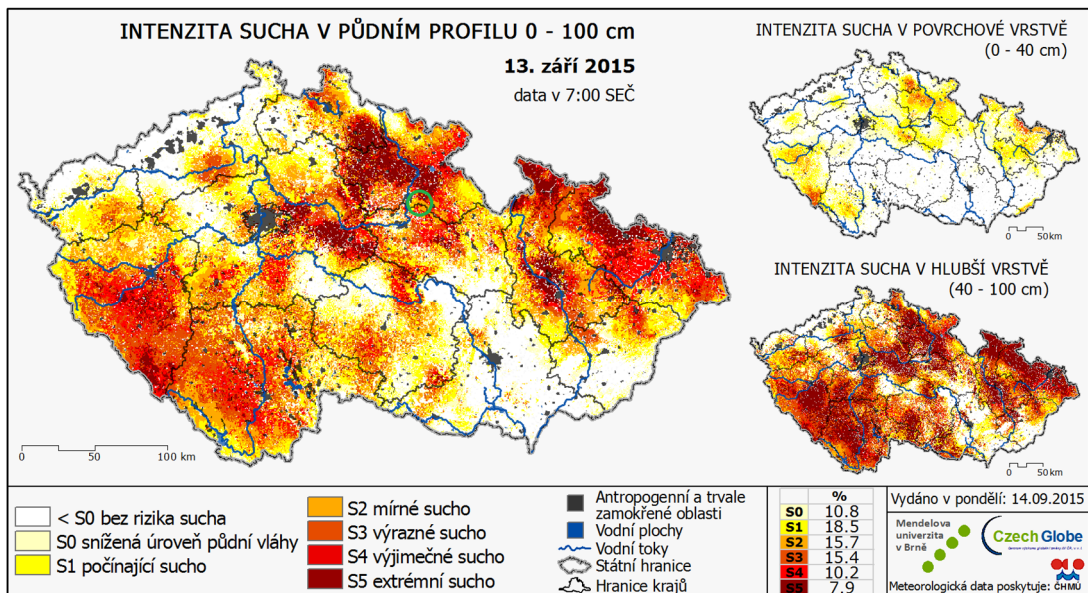 INTENZITA SUCHA V PŮDNÍM PROFILU 0 - 100 cm
13. září 2015
data v 7:00 SEČ
0
50
100 km
INTENZITA SUCHA V POVRCHOVÉ VRSTVĚ
(0 - 40 cm)
0
50km
INTENZITA SUCHA V HLUBŠÍ VRSTVĚ
(40 - 100 cm)
0
50km
< S0 bez rizika sucha
S0 snížená úroveň půdní vláhy
S1 počínající sucho
S2 mírné sucho
S3 výrazné sucho
S4 výjimečné sucho
S5 extrémní sucho
Antropogenní a trvale
zamokřené oblasti
Vodní plochy
Vodní toky
Státní hranice
Hranice krajů
%
S0 10.8
S1 18.5
S2 15.7
S3 15.4
S4 10.2
S5 7.9
Vydáno v pondělí: 14.09.2015
Mendelova
univerzita
v Brně
Czech Globe
Meteorologická data poskytuje: ČHMÚ